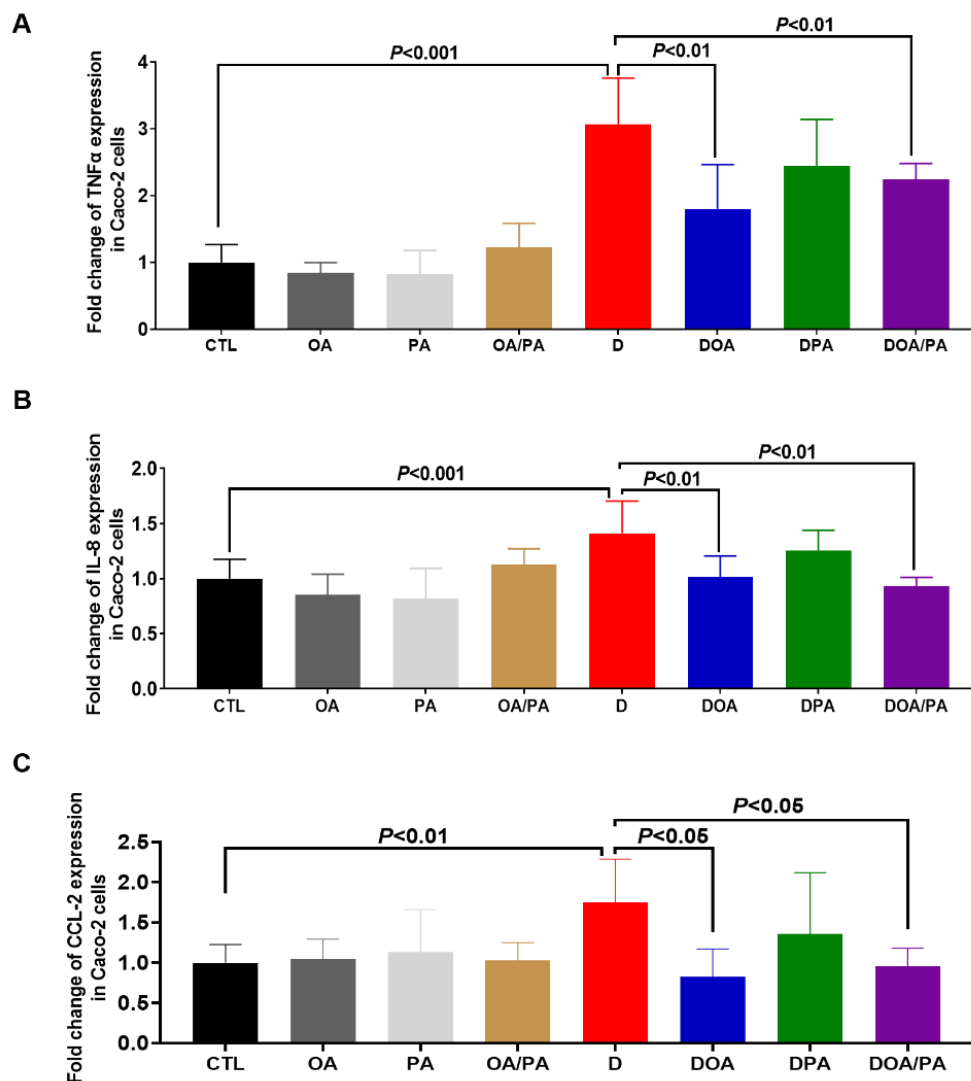 A
P<0.01
P<0.001
P<0.01
Fold change of TNFα expression
in Caco-2 cells
4
3
2
1
0
CTL OA PA OA/PA D DOA DPA DOA/PA
B
P<0.01
P<0.001
P<0.01
Fold change of IL-8 expression
in Caco-2 cells
2.0
1.5
1.0
0.5
0.0
CTL OA PA OA/PA D DOA DPA DOA/PA
C
P<0.05
P<0.01
P<0.05
Fold change of CCL-2 expression
in Caco-2 cells
2.5
2.0
1.5
1.0
0.5
0.0
CTL OA PA OA/PA D DOA DPA DOA/PA